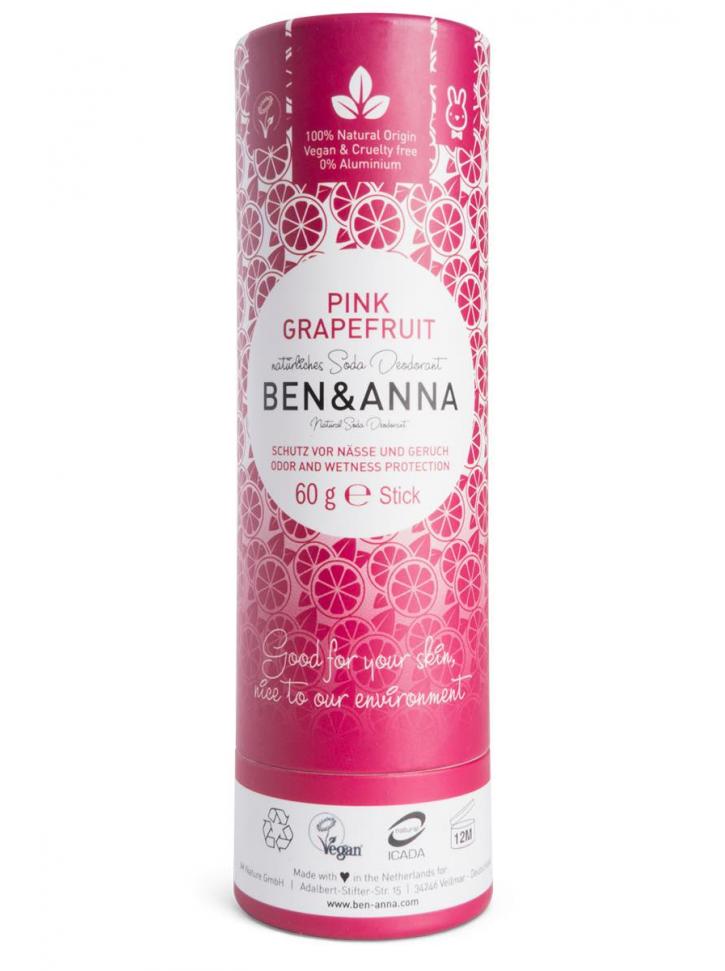 100% Natural Origin
Vegan & Cruelty free
0% Aluminium
PINK
GRAPEFRUIT
natürliches Soda Deodorant
BEN&ANNA
Natural Soda Deodorant
SCHUTZ VOR NÄSSE UND GERUCH
ODOR AND WETNESS PROTECTION
60 g ℮ Stick
Good for your skin,
nice to our environment
Vegan
natural
ICADA
12M
Made with ♥ in the Netherlands for
Nature GmbH | Adalbert-Stifter-Str. 15 | 34246 Vellmar -
www.ben-anna.com